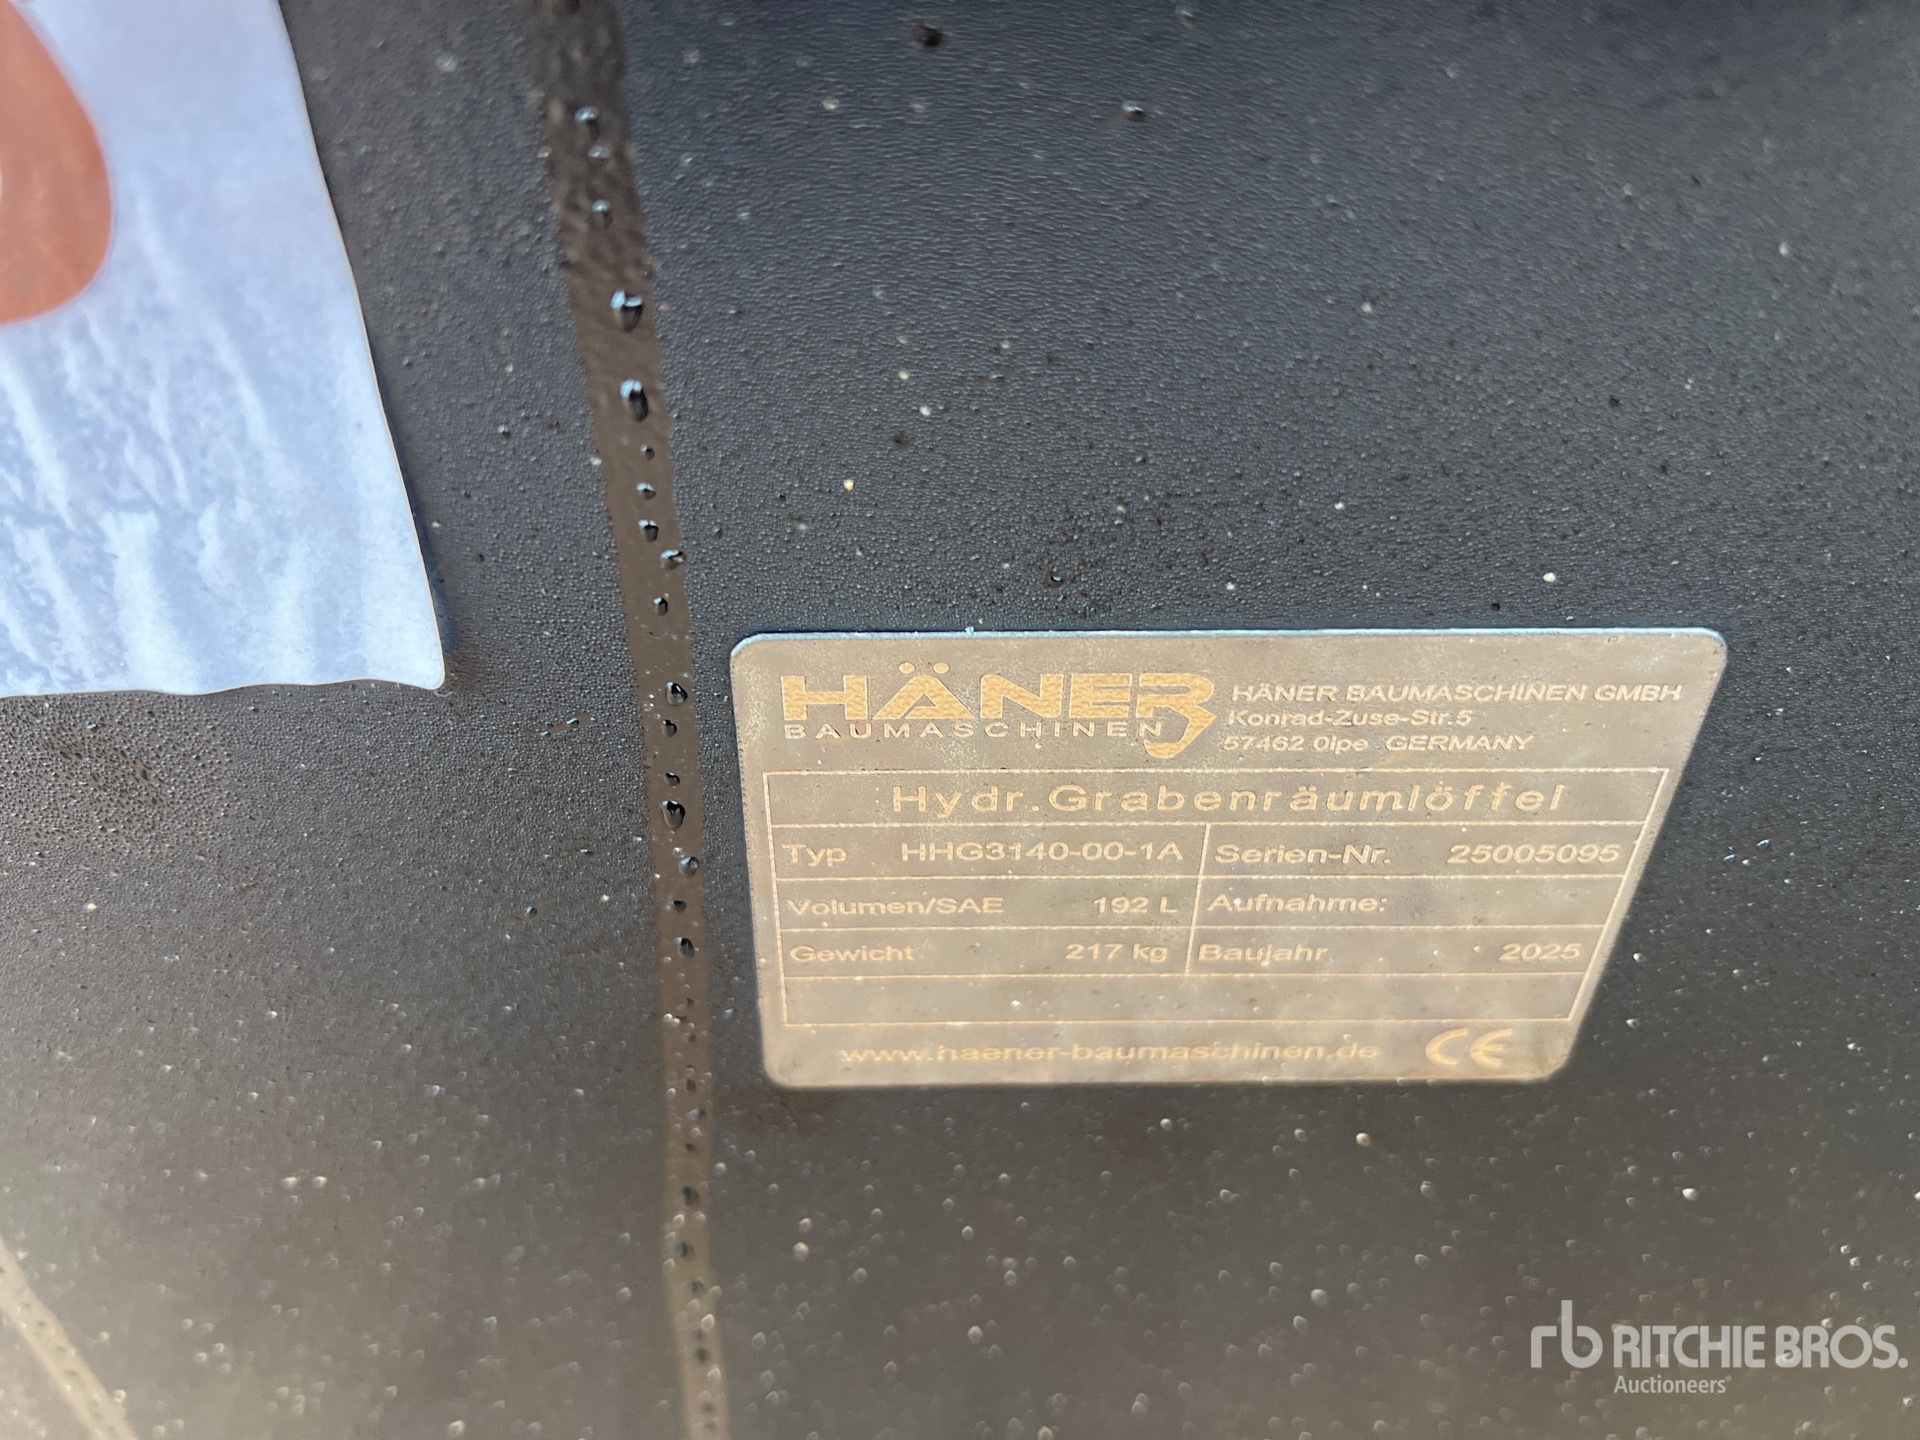 HÄNER
BAUMASCHINEN
HÄNER BAUMASCHINEN GMBH
Konrad-Zuse-Str.5
57462 Olpe GERMANY
Hydr.Grabenräumlöffel
Typ HHG3140-00-1A Serien-Nr. 25005095
Volumen/SAE 192 L Aufnahme:
Gewicht 217 kg Baujahr 2025
www.haener-baumaschinen.de CE
rb RITCHIE BROS.
Auctioneers